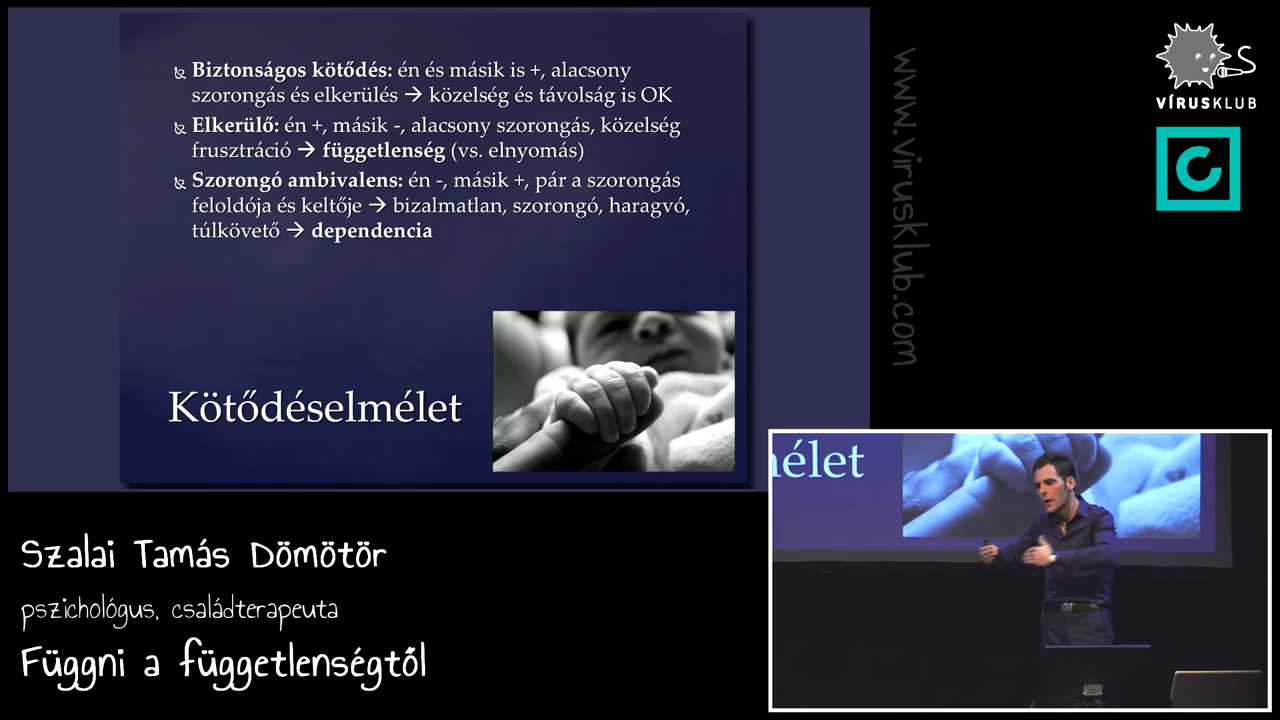 Biztonságos kötődés: én és másik is +, alacsony
szorongás és elkerülés → közelség és távolság is OK
Elkerülő: én +, másik -, alacsony szorongás, közelség
frusztráció → függetlenség (vs. elnyomás)
Szorongó ambivalens: én -, másik +, pár a szorongás
feloldója és keltője → bizalmatlan, szorongó, haragvó,
túlkövető → dependencia
Kötődéselmélet
www.virusklub.com
VÍRUSKLUB
élet
Szalai Tamás Dömötör
pszichológus, családterapeuta
Függni a függetlenségtől